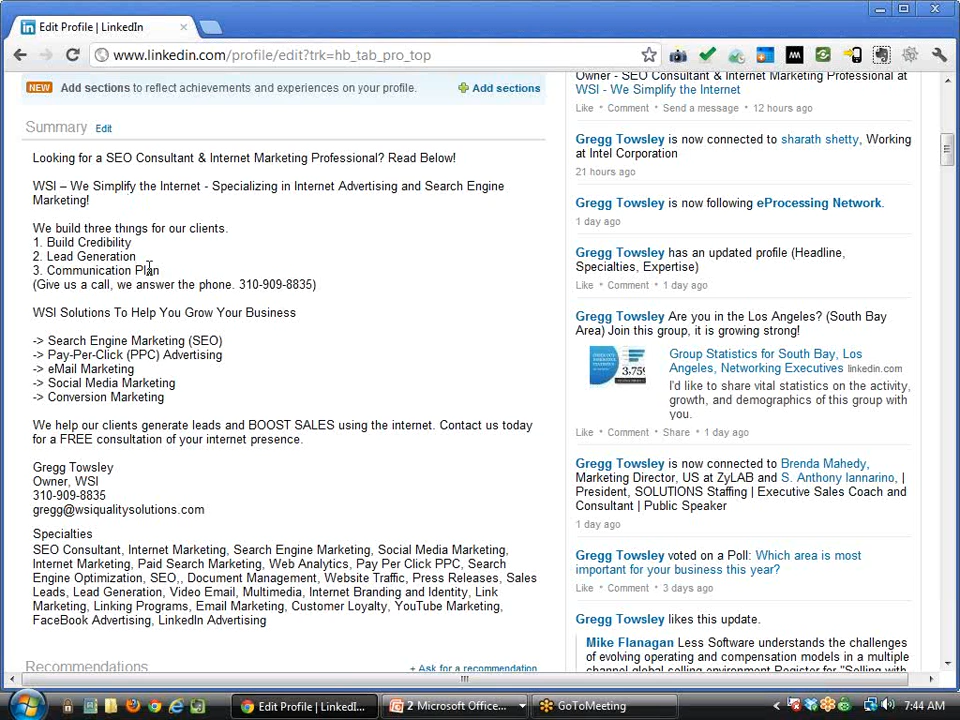 Edit Profile | LinkedIn
www.linkedin.com/profile/edit?trk=hb_tab_pro_top
NEW Add sections to reflect achievements and experiences on your profile. Add sections
Summary Edit
Looking for a SEO Consultant & Internet Marketing Professional? Read Below!
WSI – We Simplify the Internet - Specializing in Internet Advertising and Search Engine
Marketing!
We build three things for our clients.
1. Build Credibility
2. Lead Generation
3. Communication Plan
(Give us a call, we answer the phone. 310-909-8835)
WSI Solutions To Help You Grow Your Business
-> Search Engine Marketing (SEO)
-> Pay-Per-Click (PPC) Advertising
-> eMail Marketing
-> Social Media Marketing
-> Conversion Marketing
We help our clients generate leads and BOOST SALES using the internet. Contact us today
for a FREE consultation of your internet presence.
Gregg Towsley
Owner, WSI
310-909-8835
gregg@wsiqualitysolutions.com
Specialties
SEO Consultant, Internet Marketing, Search Engine Marketing, Social Media Marketing,
Internet Marketing, Paid Search Marketing, Web Analytics, Pay Per Click PPC, Search
Engine Optimization, SEO,, Document Management, Website Traffic, Press Releases, Sales
Leads, Lead Generation, Video Email, Multimedia, Internet Branding and Identity, Link
Marketing, Linking Programs, Email Marketing, Customer Loyalty, YouTube Marketing,
FaceBook Advertising, LinkedIn Advertising
Recommendations + Ask for a recommendation
Owner - SEO Consultant & Internet Marketing Professional at
WSI - We Simplify the Internet
Like • Comment • Send a message • 12 hours ago
Gregg Towsley is now connected to sharath shetty, Working
at Intel Corporation
21 hours ago
Gregg Towsley is now following eProcessing Network.
1 day ago
Gregg Towsley has an updated profile (Headline,
Specialties, Expertise)
Like • Comment • 1 day ago
Gregg Towsley Are you in the Los Angeles? (South Bay
Area) Join this group, it is growing strong!
3,759
Group Statistics for South Bay, Los
Angeles, Networking Executives linkedin.com
I'd like to share vital statistics on the activity,
growth, and demographics of this group with
you.
Like • Comment • Share • 1 day ago
Gregg Towsley is now connected to Brenda Mahedy,
Marketing Director, US at ZyLAB and S. Anthony Iannarino, |
President, SOLUTIONS Staffing | Executive Sales Coach and
Consultant | Public Speaker
1 day ago
Gregg Towsley voted on a Poll: Which area is most
important for your business this year?
Like • Comment • 3 days ago
Gregg Towsley likes this update.
Mike Flanagan Less Software understands the challenges
of evolving operating and compensation models in a multiple
channel global selling environment Register for "Selling with
Edit Profile | LinkedI...
2 Microsoft Office...
GoToMeeting
7:44 AM